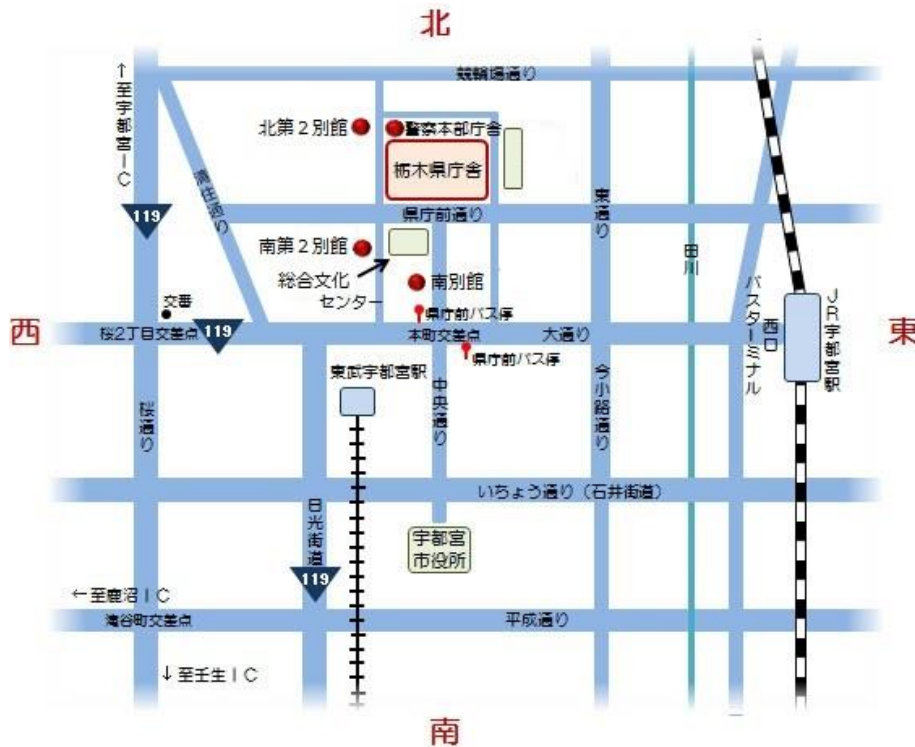 北
競輪場通り
↑至宇都宮IC
北第2別館
警察本部庁舎
栃木県庁舎
清住通り
東通り
119
県庁前通り
南第2別館
田川
総合文化
センター
南別館
交番
県庁前バス停
西
桜2丁目交差点
119
本町交差点
大通り
県庁前バス停
西口
バスターミナル
JR宇都宮駅
東
東武宇都宮駅
桜通り
中央通り
今小路通り
いちょう通り（石井街道）
日光街道
宇都宮
市役所
119
←至鹿沼IC
滝谷町交差点
平成通り
↓至壬生IC
南